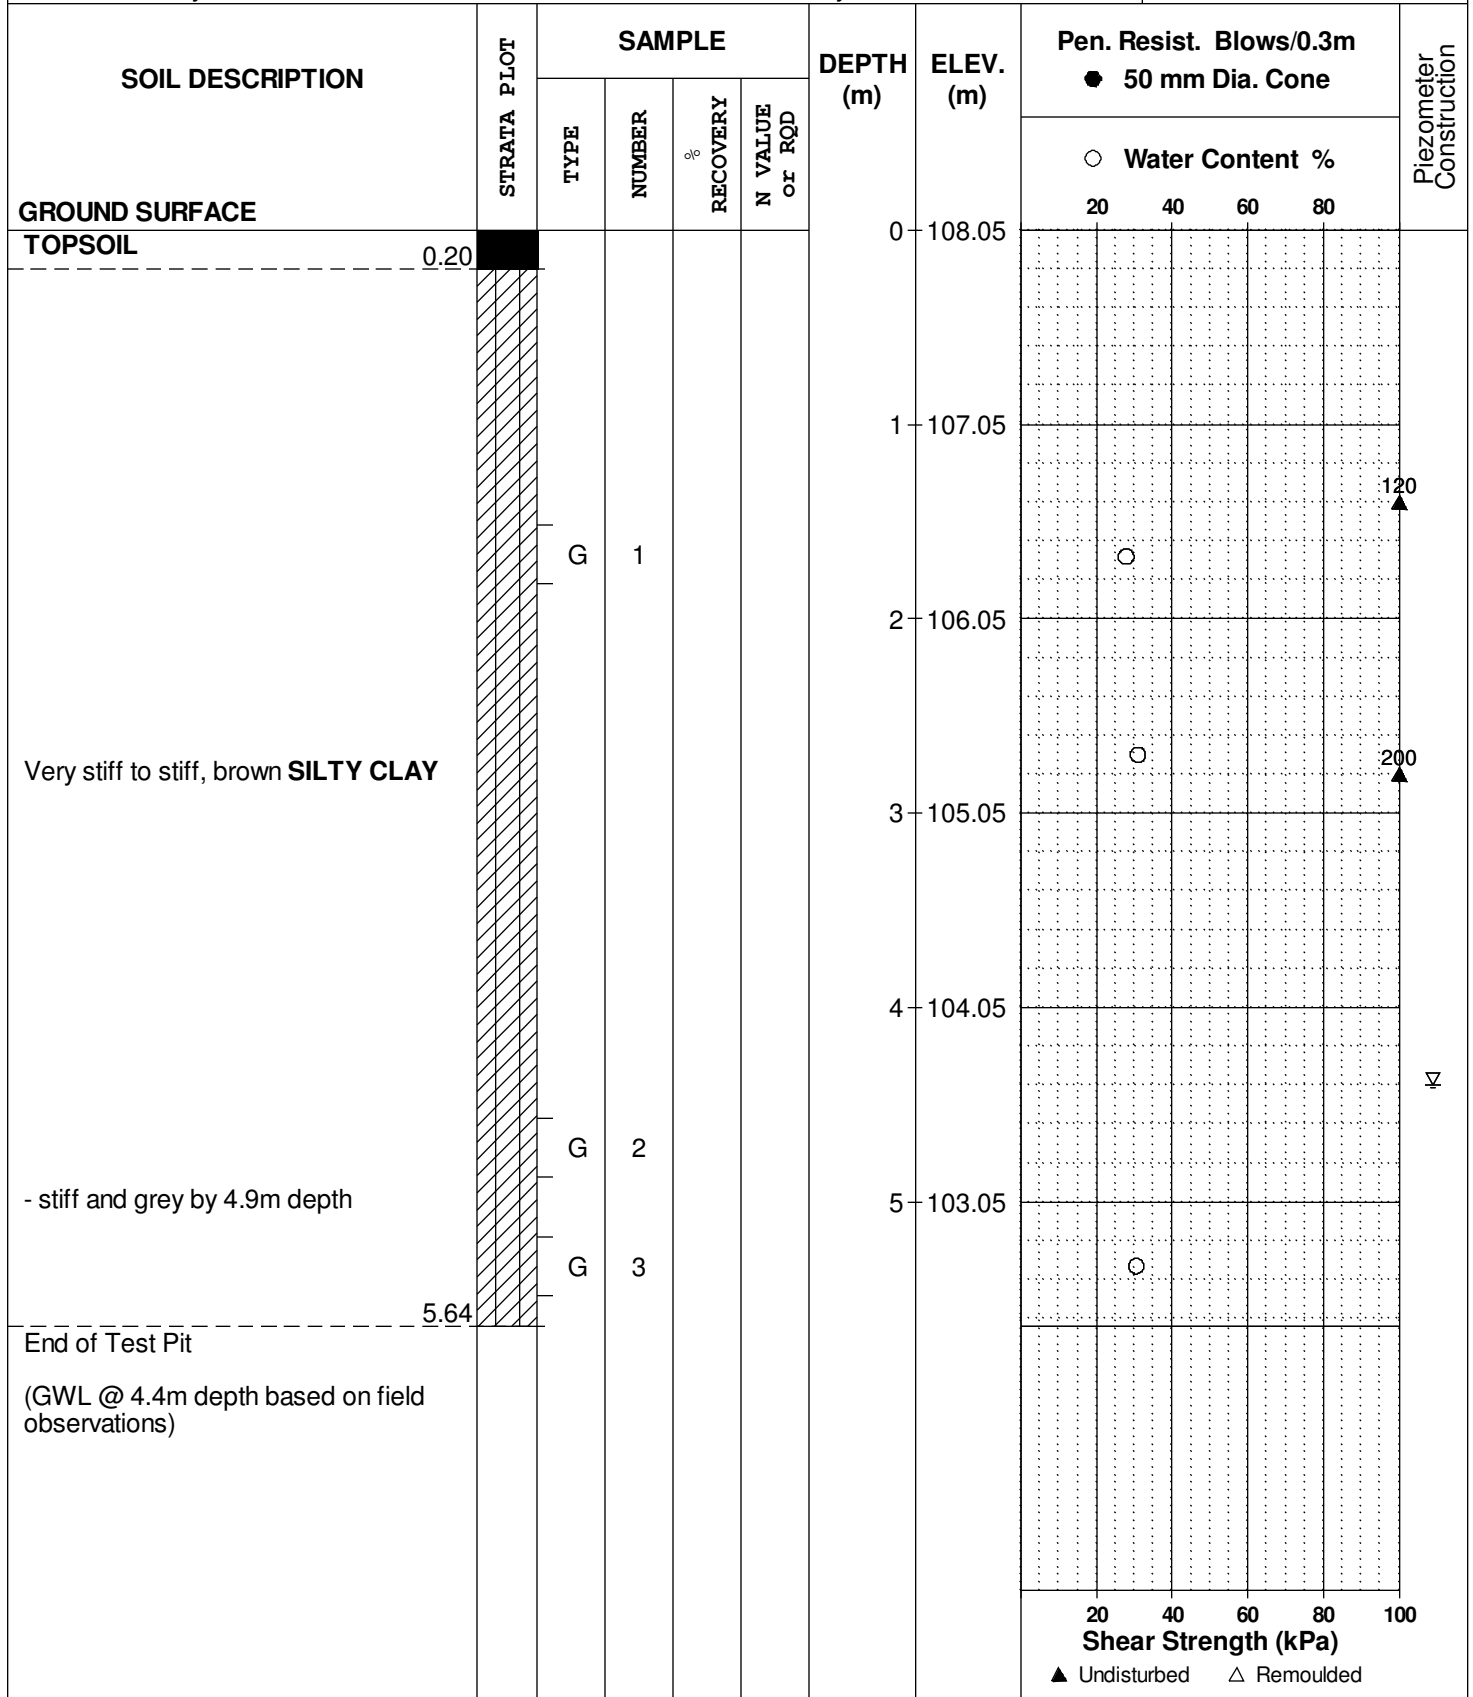 SOIL DESCRIPTION
GROUND SURFACE
STRATA PLOT
SAMPLE
TYPE
NUMBER
%
RECOVERY
N VALUE
or RQD
DEPTH
(m)
ELEV.
(m)
Pen. Resist. Blows/0.3m
● 50 mm Dia. Cone
○ Water Content %
20 40 60 80
Piezometer
Construction
TOPSOIL
0.20
0 108.05
1 107.05
120
G 1
2 106.05
Very stiff to stiff, brown SILTY CLAY
200
3 105.05
4 104.05
G 2
- stiff and grey by 4.9m depth
5 103.05
G 3
5.64
End of Test Pit
(GWL @ 4.4m depth based on field
observations)
20 40 60 80 100
Shear Strength (kPa)
▲ Undisturbed △ Remoulded